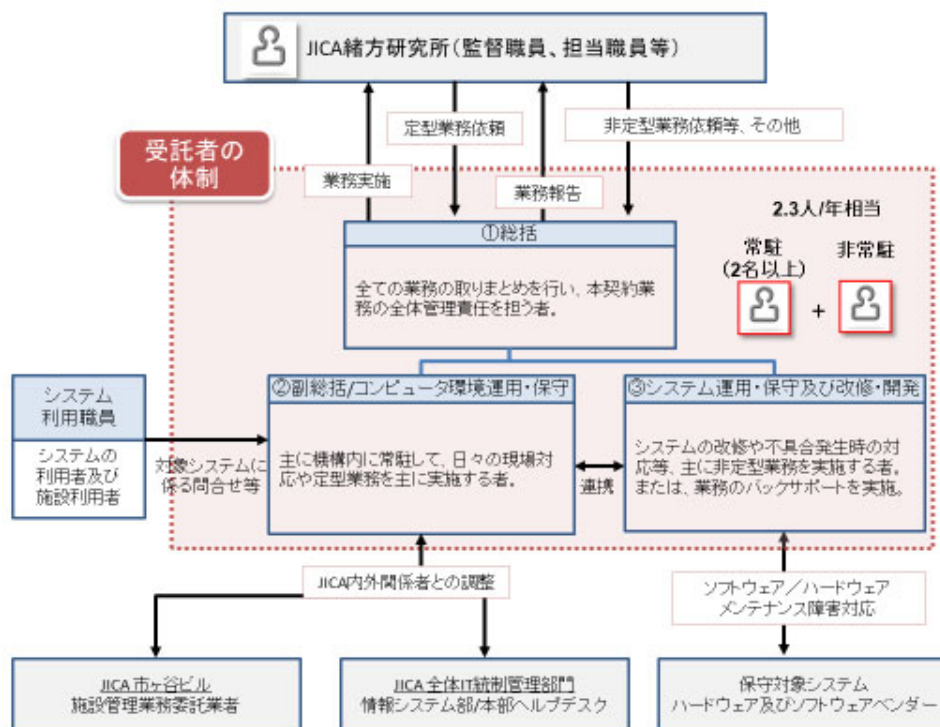 JICA緒方研究所（監督職員、担当職員等）
定型業務依頼
非定型業務依頼等、その他
受託者の
体制
業務実施
業務報告
2.3人/年相当
①総括
常駐
（2名以上）
非常駐
全ての業務の取りまとめを行い、本契約業
務の全体管理責任を担う者。
+
システム
利用職員
②副総括/コンピュータ環境運用・保守
③システム運用・保守及び改修・開発
システムの
利用者及び
施設利用者
対象システムに
係る問合せ等
主に機構内に常駐して、日々の現場対
応や定型業務を主に実施する者。
連携
システムの改修や不具合発生時の対
応等、主に非定型業務を実施する者。
または、業務のバックサポートを実施。
JICA内外関係者との調整
ソフトウェア／ハードウェア
メンテナンス障害対応
JICA 市ヶ谷ビル
施設管理業務委託業者
JICA 全体IT統制管理部門
情報システム部/本部ヘルプデスク
保守対象システム
ハードウェア及びソフトウェアベンダー